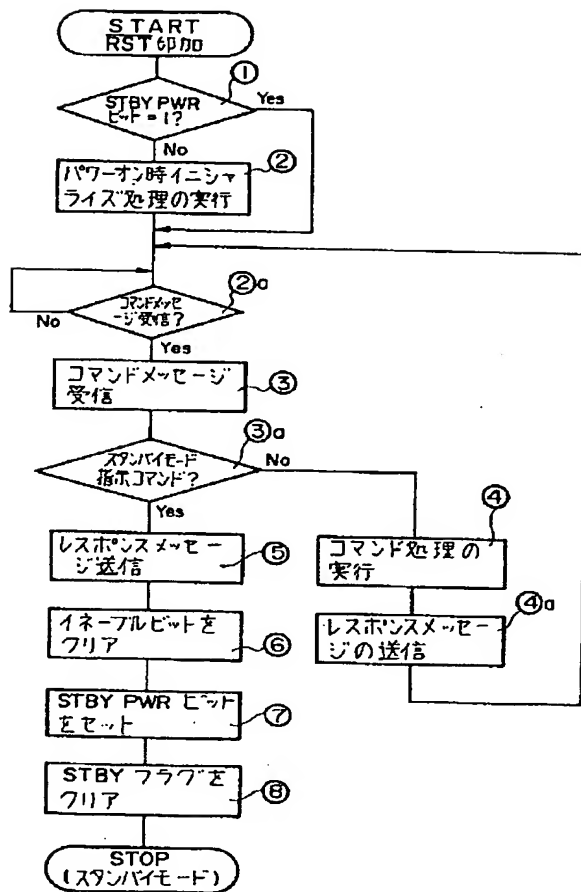 START
RST 印加
①
STBY PWR
ビット=1?
Yes
No
②
パワーオン時イニシャ
ライズ処理の実行
②a
コマンドメッセ
ージ受信?
No
Yes
③
コマンドメッセージ
受信
③a
スタンバイモード
指示コマンド?
No
Yes
④
コマンド処理の
実行
⑤
レスポンスメッセー
ジ送信
④a
レスポンスメッセー
ジの送信
イネーブルビットを
クリア
⑥
STBY PWR ビット
をセット
⑦
STBY フラグを
クリア
⑧
STOP
(スタンバイモード)